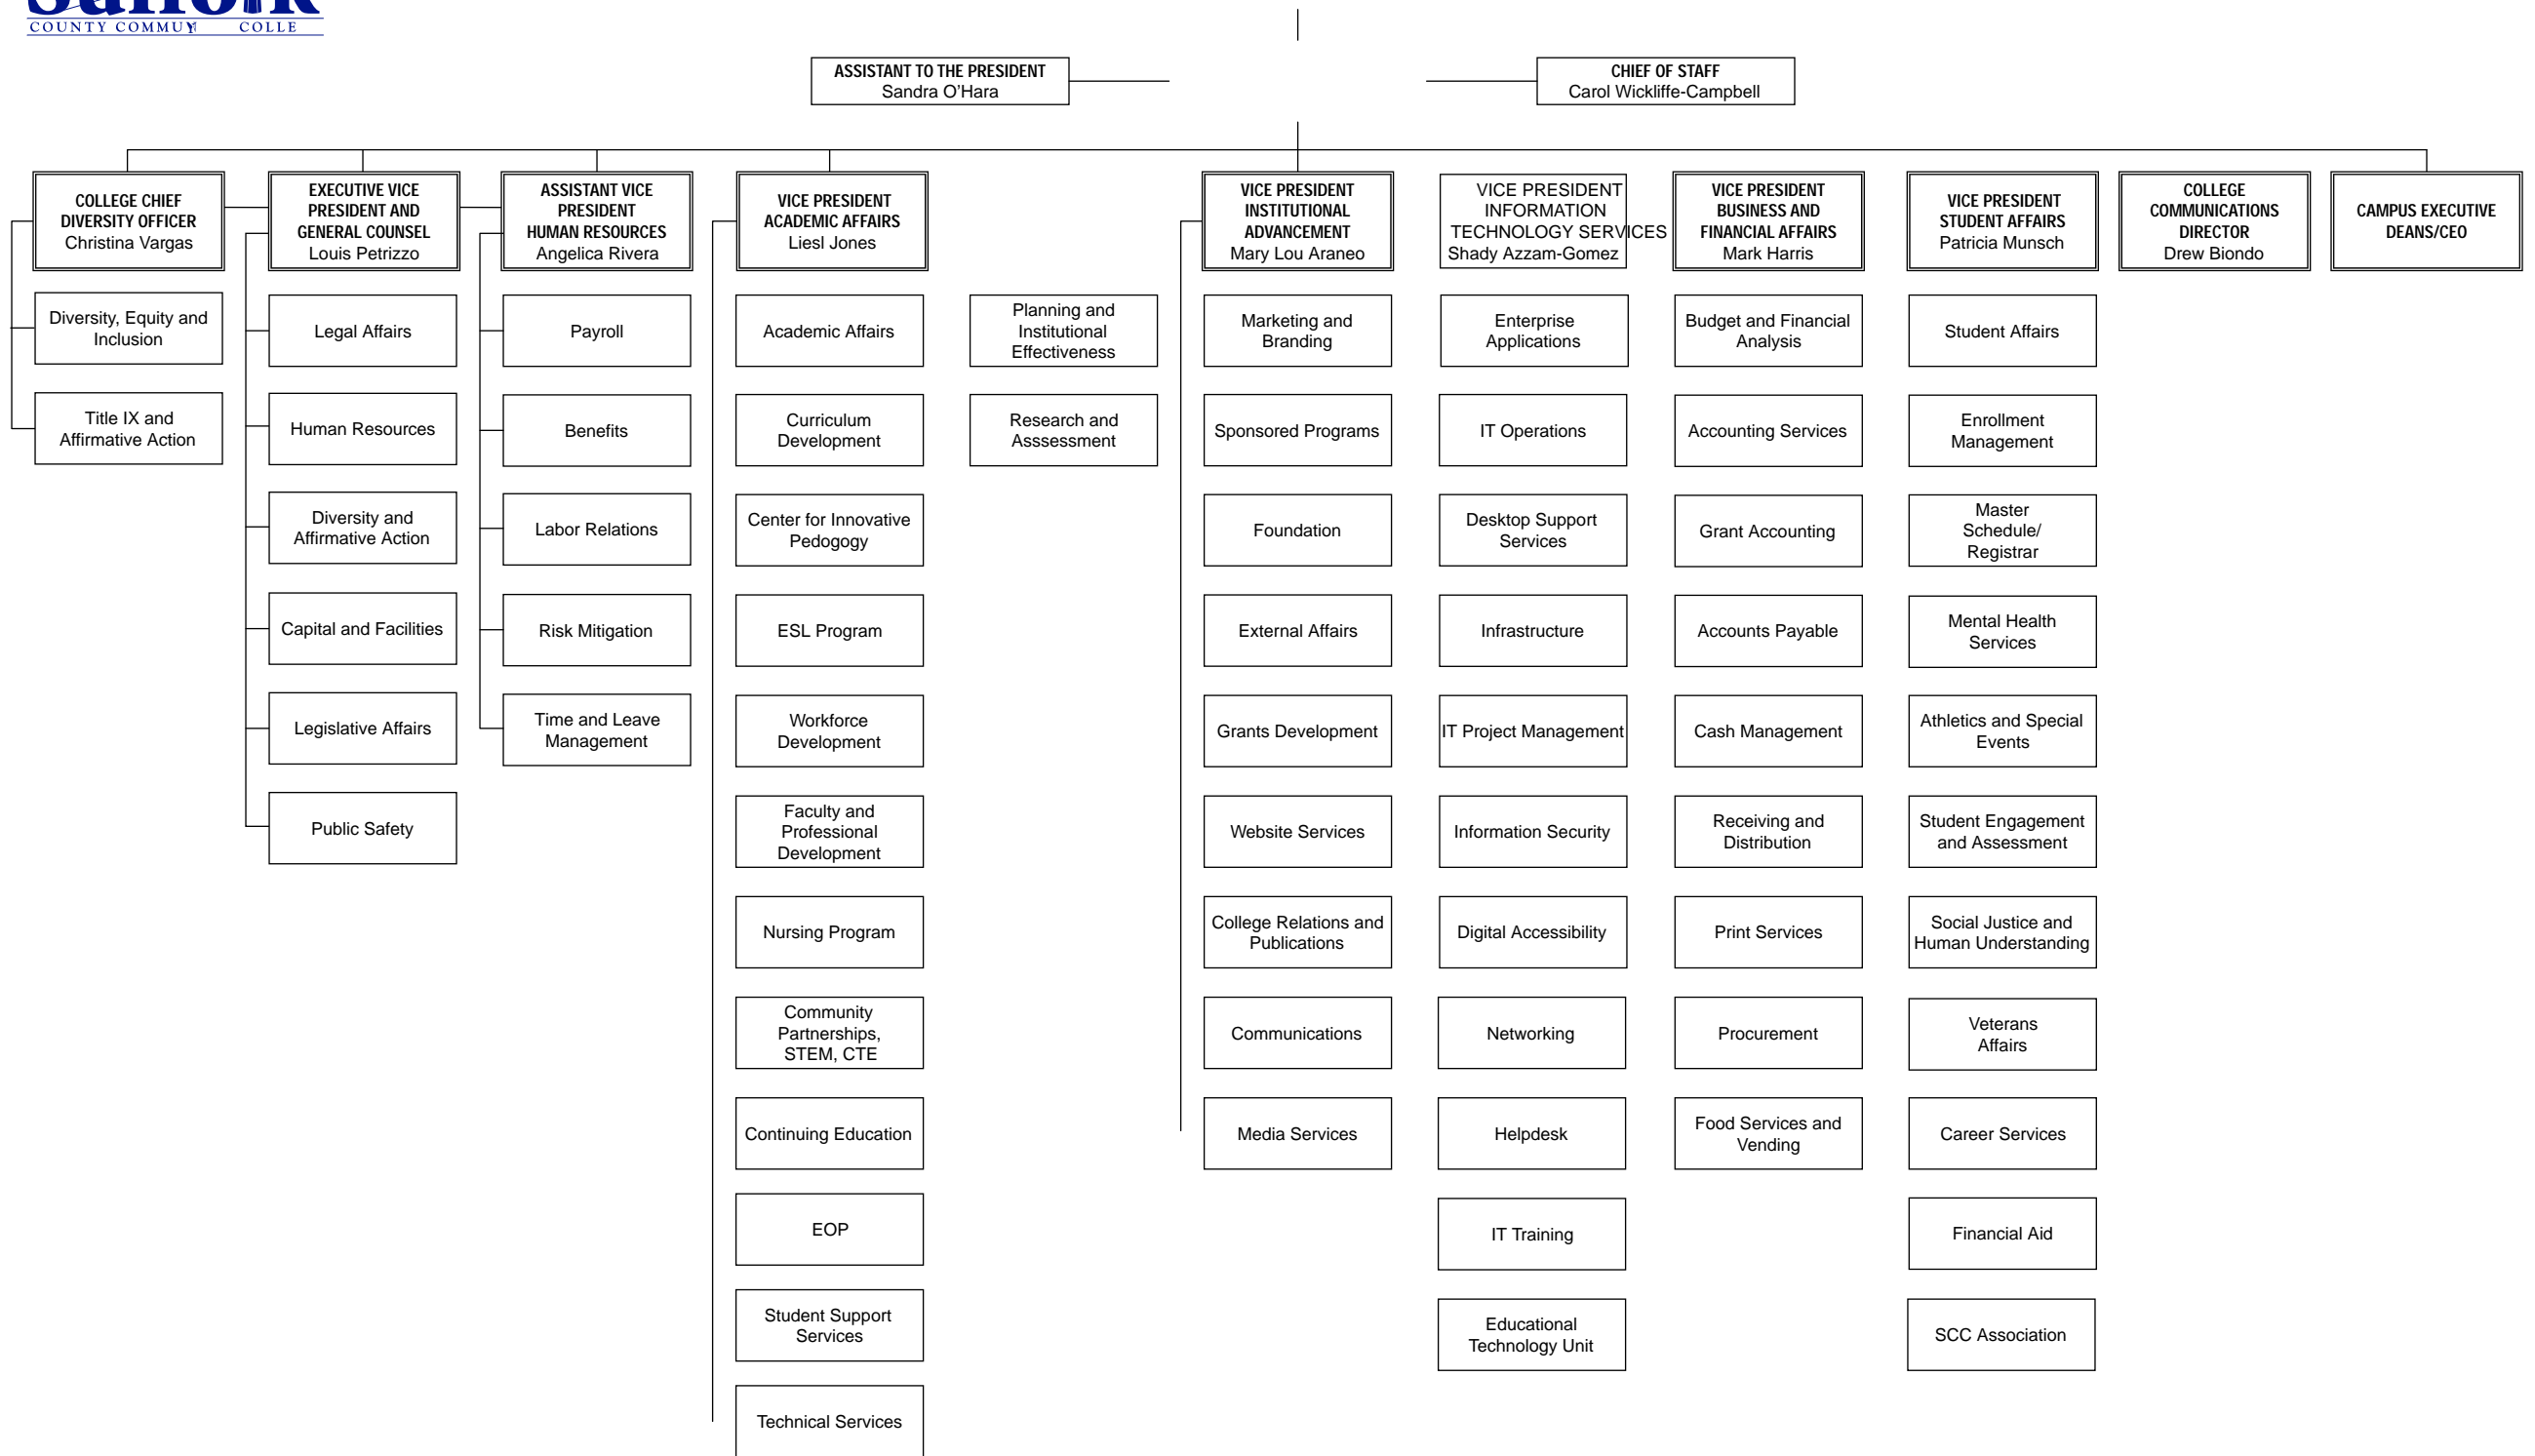 Suffolk
COUNTY COMMUY COLLE
ASSISTANT TO THE PRESIDENT
Sandra O'Hara
CHIEF OF STAFF
Carol Wickliffe-Campbell
COLLEGE CHIEF
DIVERSITY OFFICER
Christina Vargas
Diversity, Equity and
Inclusion
Title IX and
Affirmative Action
EXECUTIVE VICE
PRESIDENT AND
GENERAL COUNSEL
Louis Petrizzo
Legal Affairs
Human Resources
Diversity and
Affirmative Action
Capital and Facilities
Legislative Affairs
Public Safety
ASSISTANT VICE
PRESIDENT
HUMAN RESOURCES
Angelica Rivera
Payroll
Benefits
Labor Relations
Risk Mitigation
Time and Leave
Management
VICE PRESIDENT
ACADEMIC AFFAIRS
Liesl Jones
Academic Affairs
Curriculum
Development
Center for Innovative
Pedogogy
ESL Program
Workforce
Development
Faculty and
Professional
Development
Nursing Program
Community
Partnerships,
STEM, CTE
Continuing Education
EOP
Student Support
Services
Technical Services
Planning and
Institutional
Effectiveness
Research and
Asssessment
VICE PRESIDENT
INSTITUTIONAL
ADVANCEMENT
Mary Lou Araneo
Marketing and
Branding
Sponsored Programs
Foundation
External Affairs
Grants Development
Website Services
College Relations and
Publications
Communications
Media Services
VICE PRESIDENT
INFORMATION
TECHNOLOGY SERVICES
Shady Azzam-Gomez
Enterprise
Applications
IT Operations
Desktop Support
Services
Infrastructure
IT Project Management
Information Security
Digital Accessibility
Networking
Helpdesk
IT Training
Educational
Technology Unit
VICE PRESIDENT
BUSINESS AND
FINANCIAL AFFAIRS
Mark Harris
Budget and Financial
Analysis
Accounting Services
Grant Accounting
Accounts Payable
Cash Management
Receiving and
Distribution
Print Services
Procurement
Food Services and
Vending
VICE PRESIDENT
STUDENT AFFAIRS
Patricia Munsch
Student Affairs
Enrollment
Management
Master
Schedule/
Registrar
Mental Health
Services
Athletics and Special
Events
Student Engagement
and Assessment
Social Justice and
Human Understanding
Veterans
Affairs
Career Services
Financial Aid
SCC Association
COLLEGE
COMMUNICATIONS
DIRECTOR
Drew Biondo
CAMPUS EXECUTIVE
DEANS/CEO